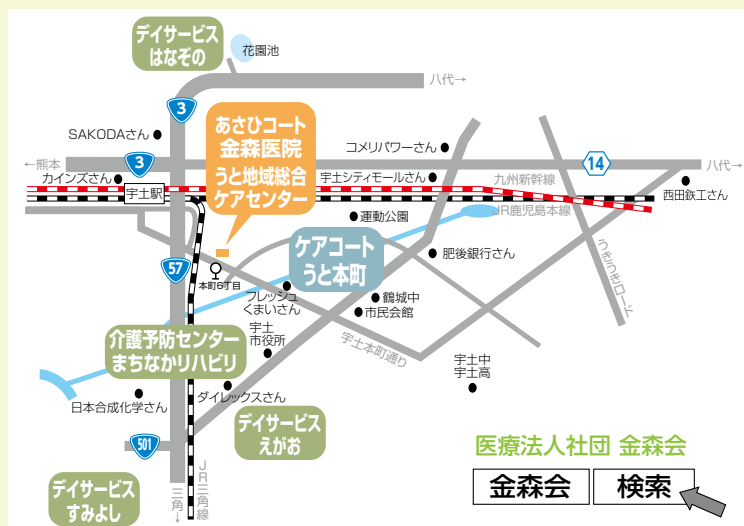 デイサービス
はなぞの
花園池
八代→
3
SAKODAさん
あさひコート
金森医院
うと地域総合
ケアセンター
コメリパワーさん
←熊本
3
14
八代→
カインズさん
宇土シティモールさん
九州新幹線
宇土駅
西田鉄工さん
運動公園
JR鹿児島本線
ケアコート
うと本町
肥後銀行さん
うきうきロード
57
本町6丁目
フレッシュ
くまいさん
鶴城中
市民会館
宇土
市役所
宇土本町通り
介護予防センター
まちなかリハビリ
宇土中
宇土高
日本合成化学さん
ダイレックスさん
デイサービス
えがお
501
医療法人社団 金森会
金森会
検索
デイサービス
すみよし
三角→
JR三角線